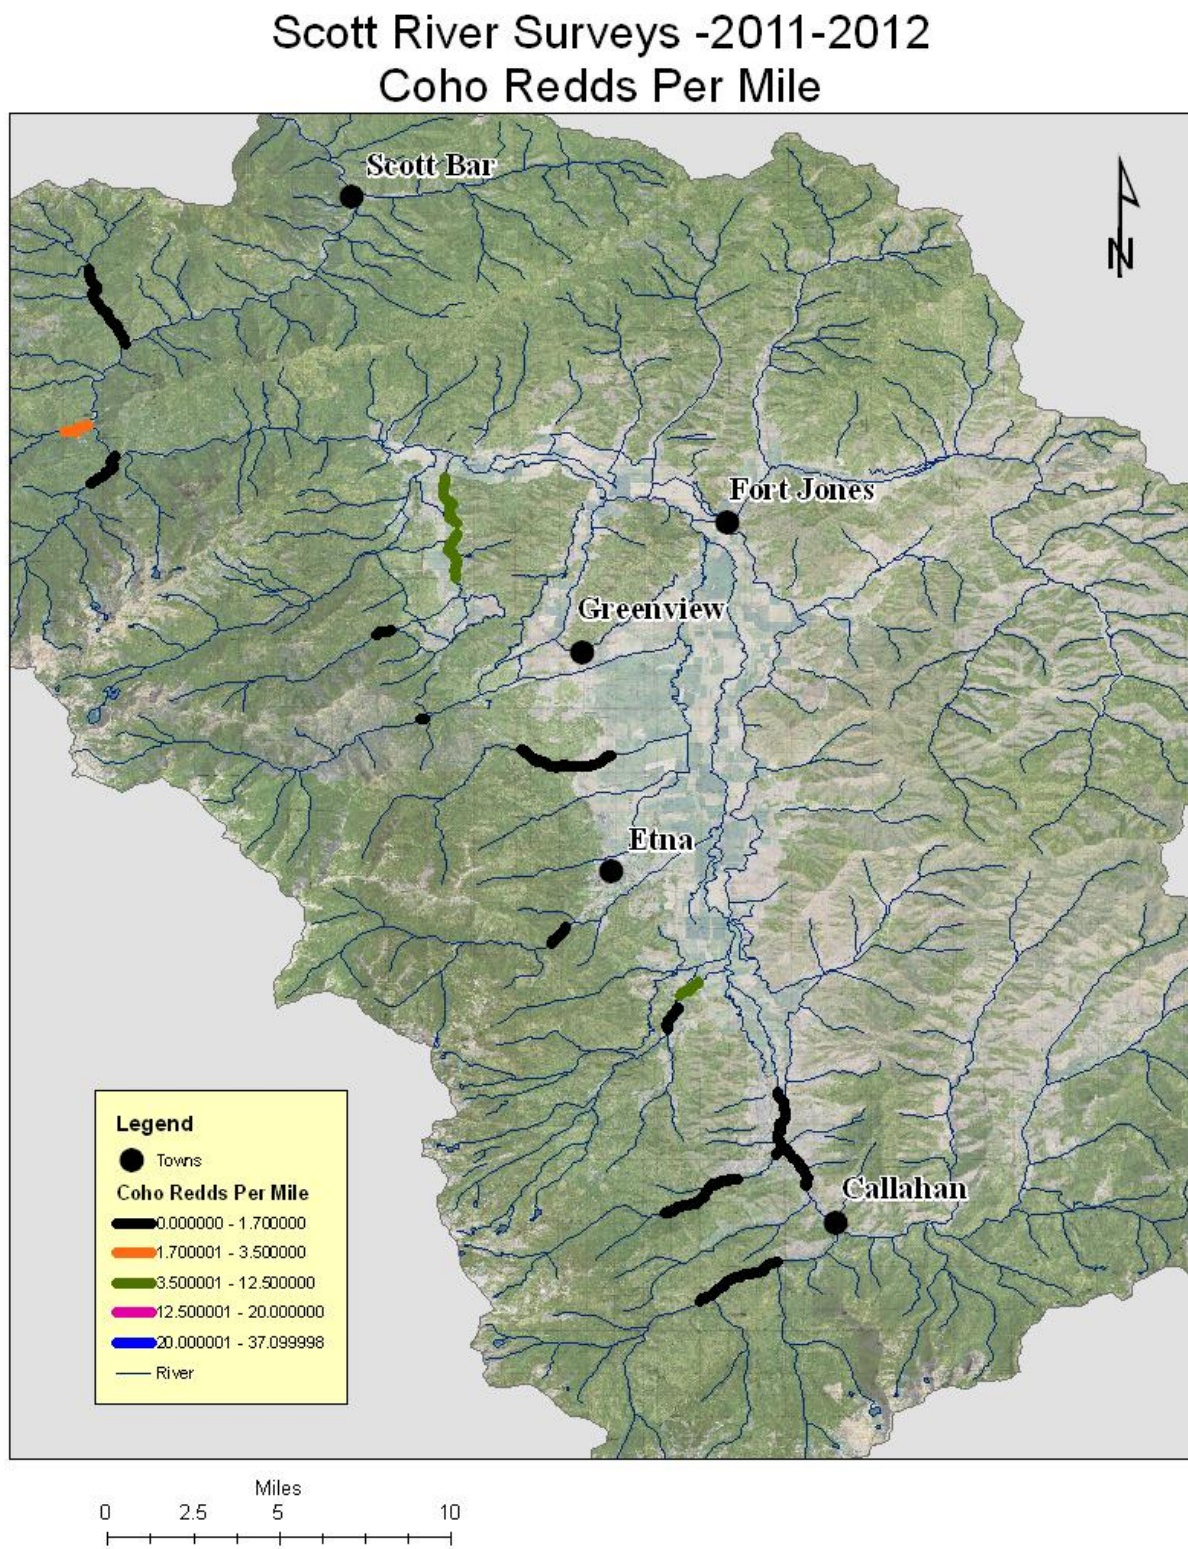 Scott River Surveys -2011-2012
Coho Redds Per Mile
Scott Bar
N
Fort Jones
Greenview
Etna
Callahan
Legend
Towns
Coho Redds Per Mile
0.000000 - 1.700000
1.700001 - 3.500000
3.500001 - 12.500000
12.500001 - 20.000000
20.000001 - 37.099998
River
Miles
0 2.5 5 10